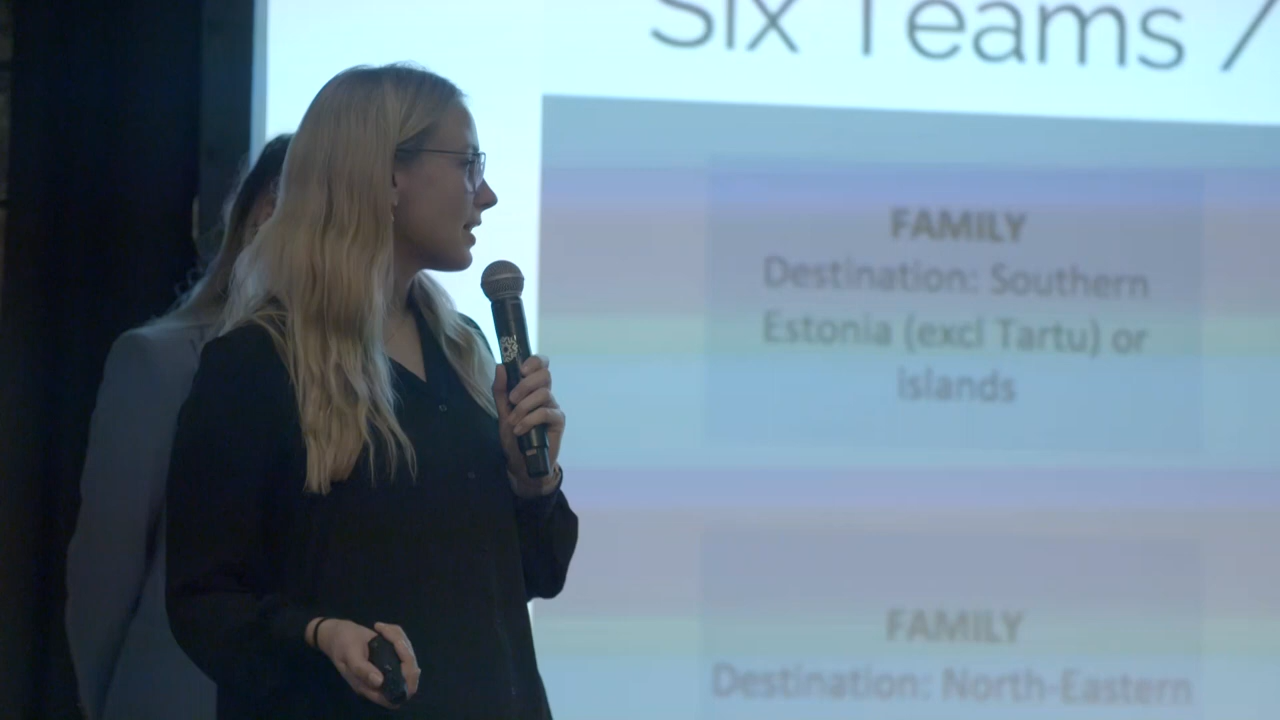 Six Teams /
FAMILY
Destination: Southern
Estonia (excl Tartu) or
islands
FAMILY
Destination: North-Eastern